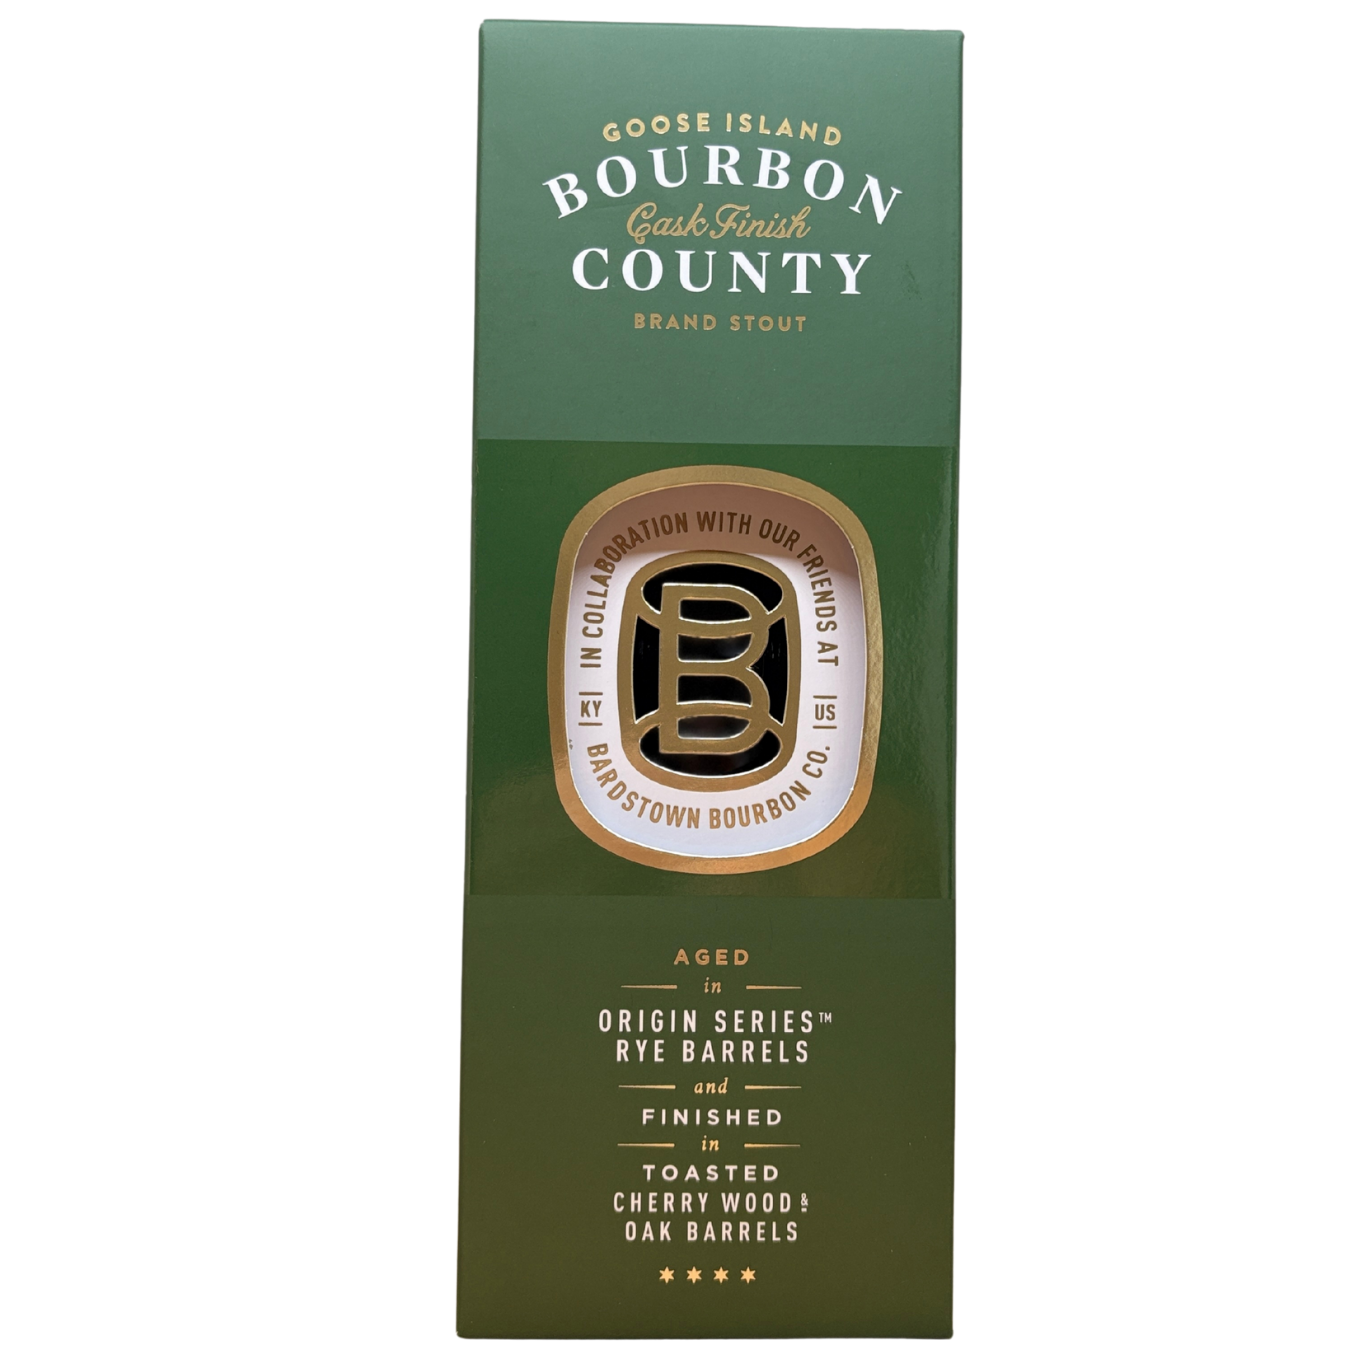 GOOSE ISLAND
BOURBON
Cask Finish
COUNTY
BRAND STOUT
IN COLLABORATION WITH OUR FRIENDS AT
KY
US
B
BARDSTOWN BOURBON CO.
AGED
in
ORIGIN SERIES™
RYE BARRELS
and
FINISHED
in
TOASTED
CHERRY WOOD &
OAK BARRELS